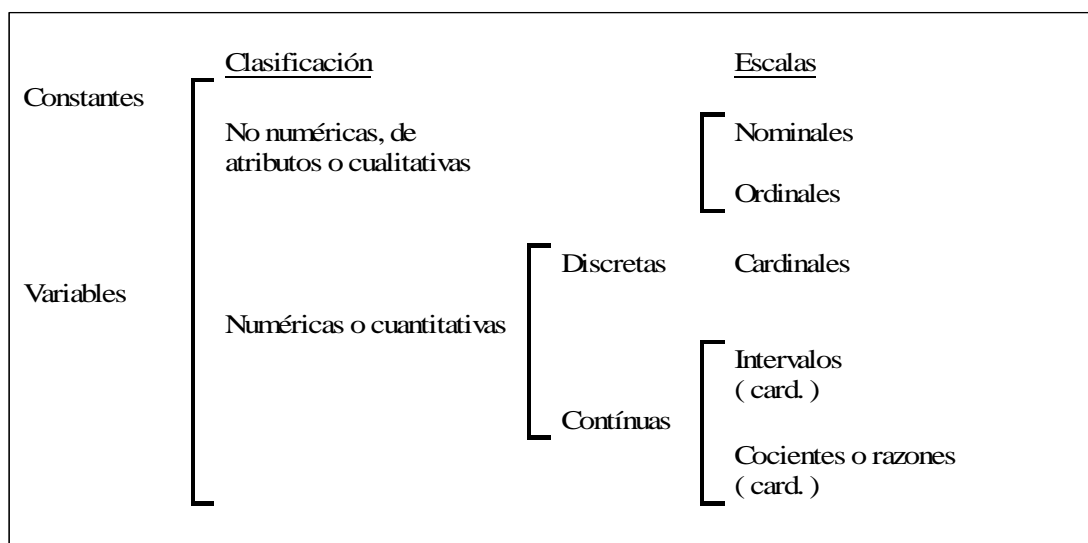 Clasificación
Escalas
Constantes
No numéricas, de
atributos o cualitativas
Nominales
Ordinales
Variables
Numéricas o cuantitativas
Discretas
Cardinales
Contínuas
Intervalos
( card. )
Cocientes o razones
( card. )